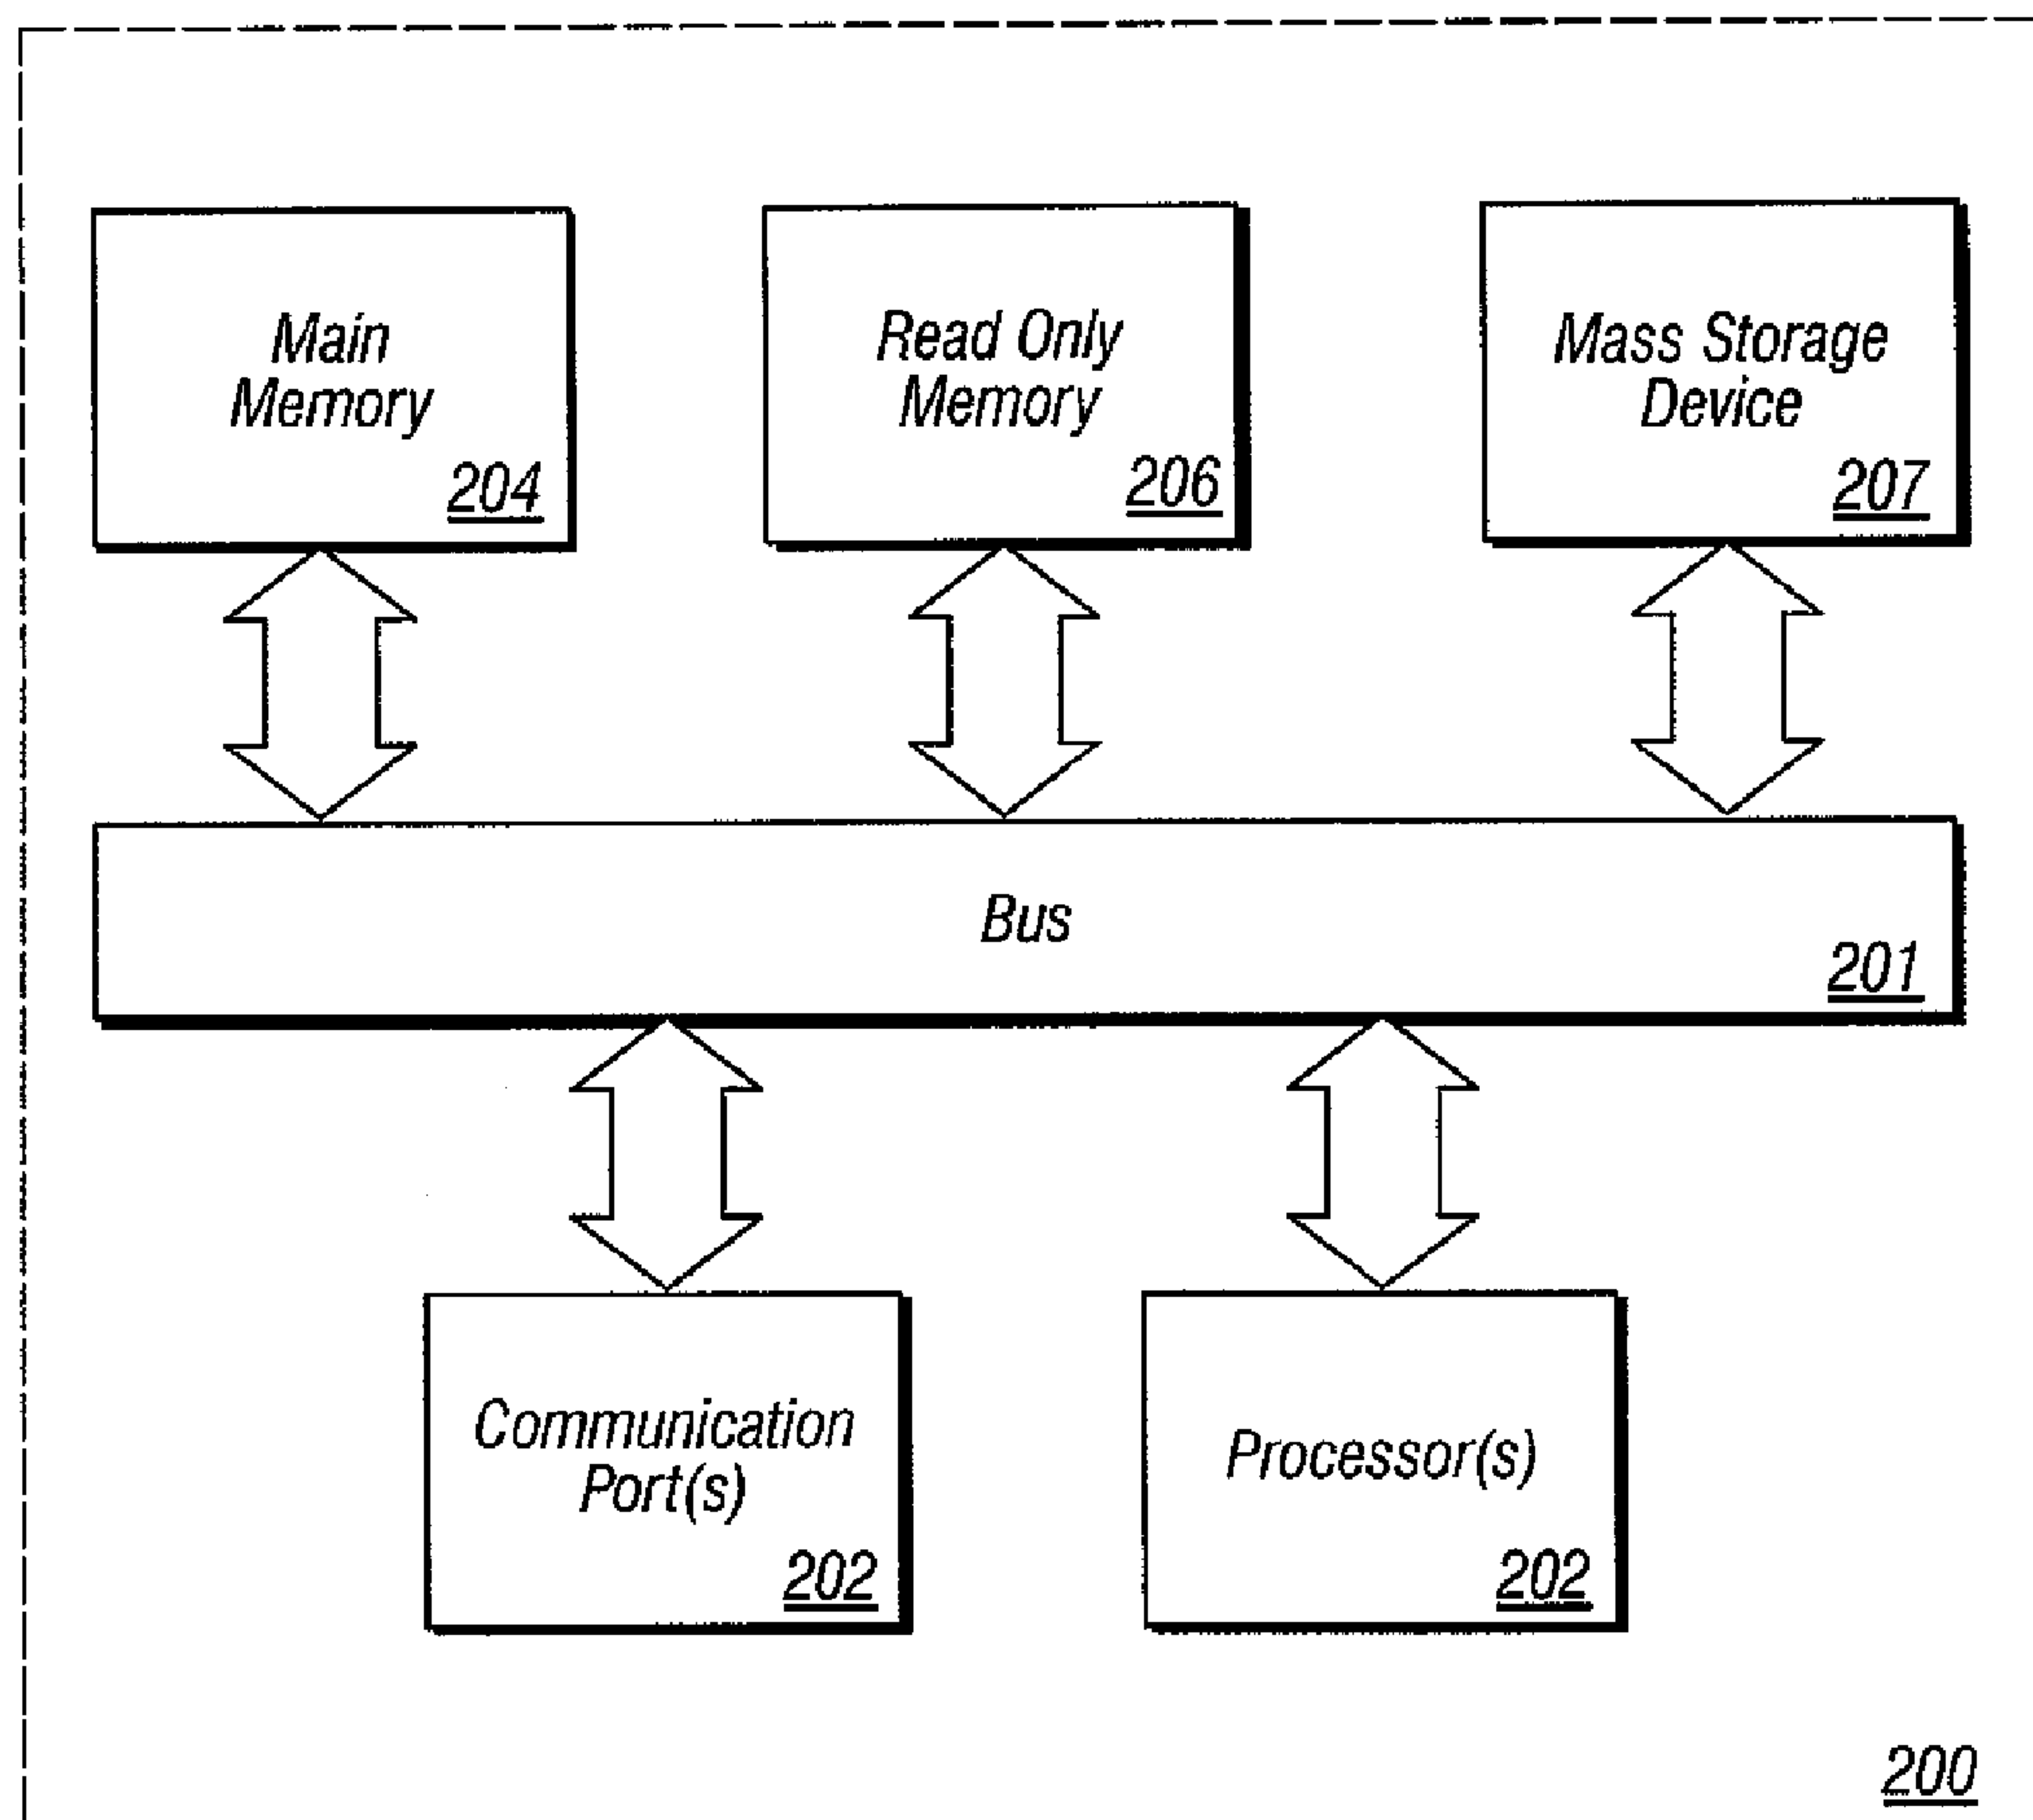 Main
Memory
204
Read Only
Memory
206
Mass Storage
Device
207
Bus
201
Communication
Port(s)
202
Processor(s)
202
200